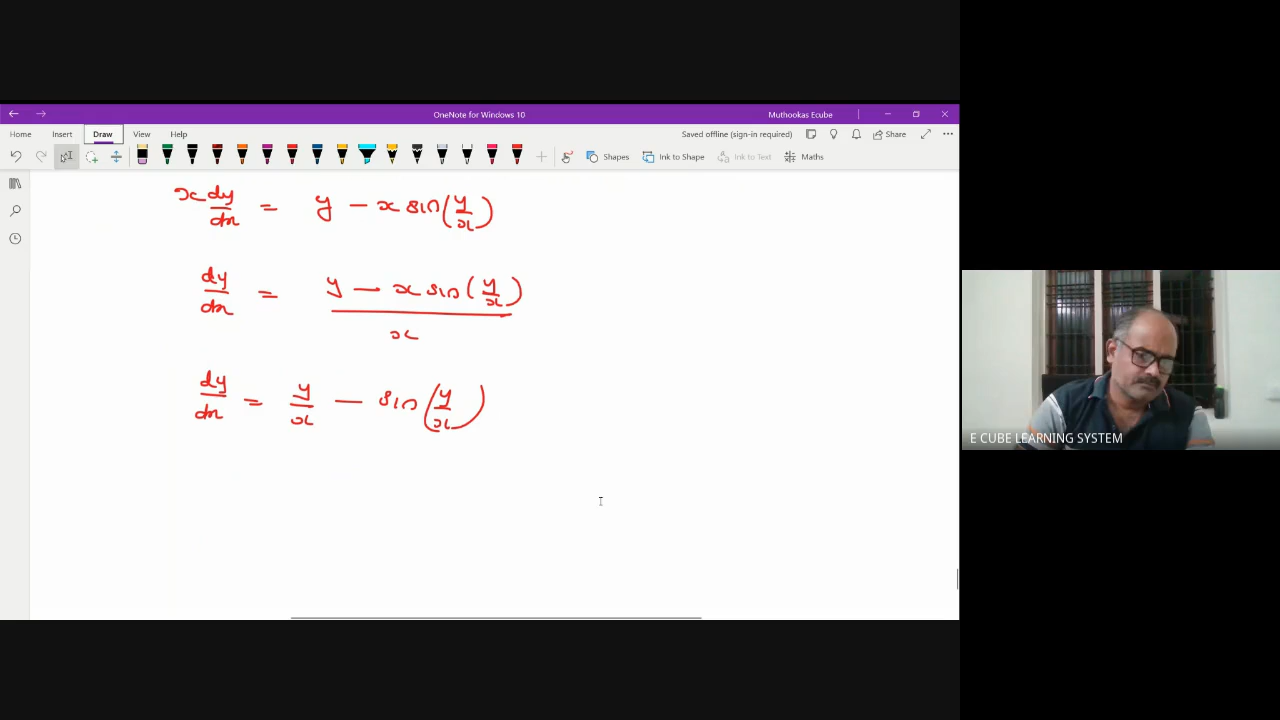 OneNote for Windows 10
Muthookas Ecube
Home Insert Draw View Help
Saved offline (sign-in required)
Share
Shapes
Ink to Shape
Ink to Text
Maths
x dy/dx = y - x sin(y/x)
dy/dx = (y - x sin(y/x))/x
dy/dx = y/x - sin(y/x)
E CUBE LEARNING SYSTEM